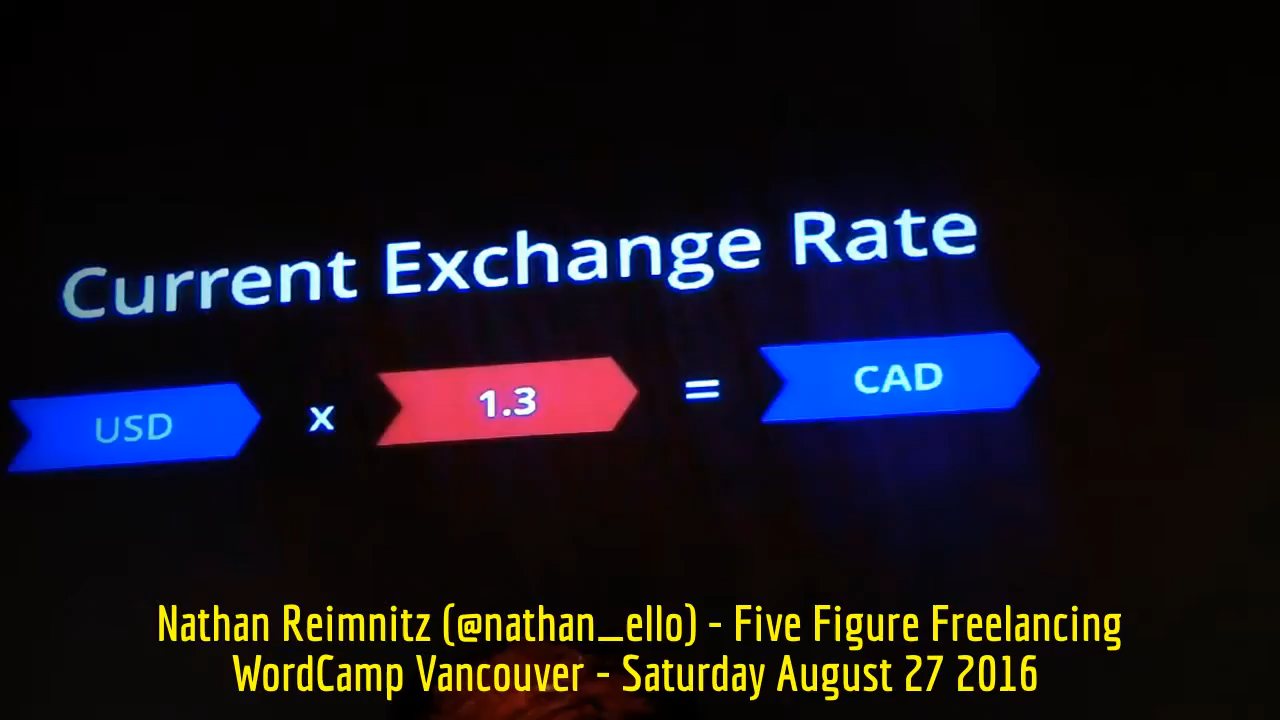 Current Exchange Rate
USD x 1.3 = CAD
Nathan Reimnitz (@nathan_ello) - Five Figure Freelancing
WordCamp Vancouver - Saturday August 27 2016